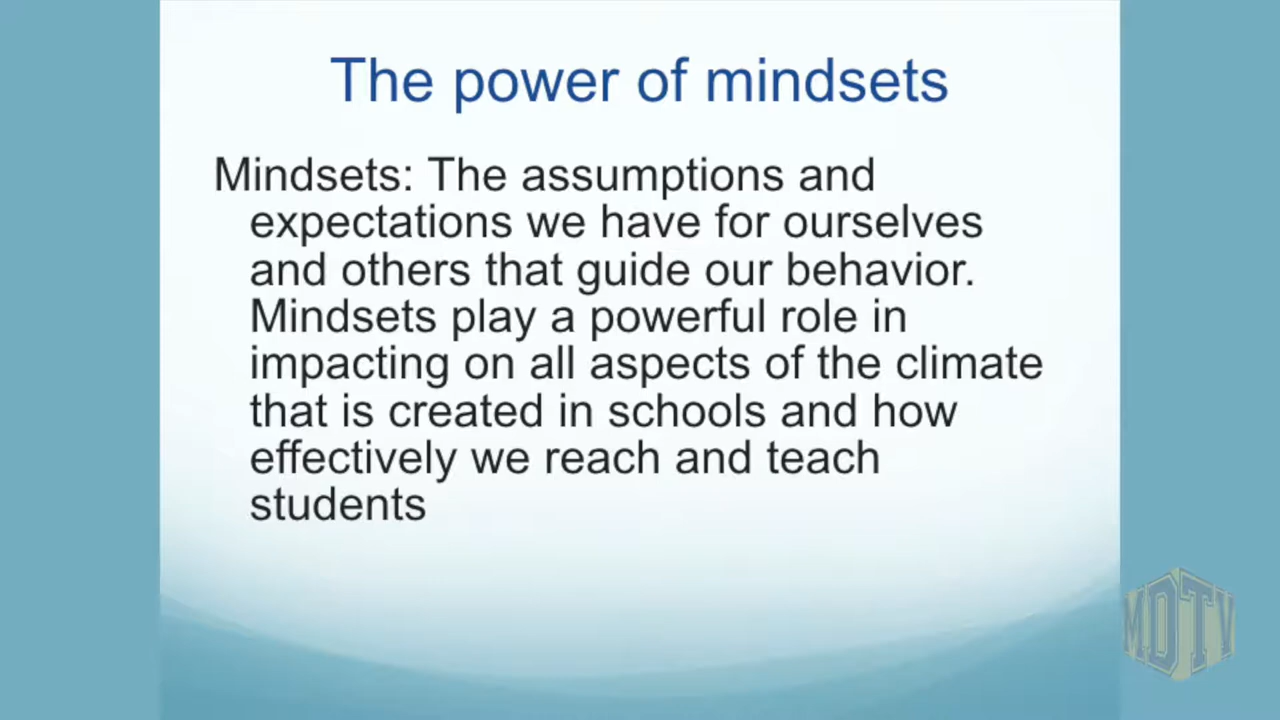 The power of mindsets
Mindsets: The assumptions and
expectations we have for ourselves
and others that guide our behavior.
Mindsets play a powerful role in
impacting on all aspects of the climate
that is created in schools and how
effectively we reach and teach
students
MDTV